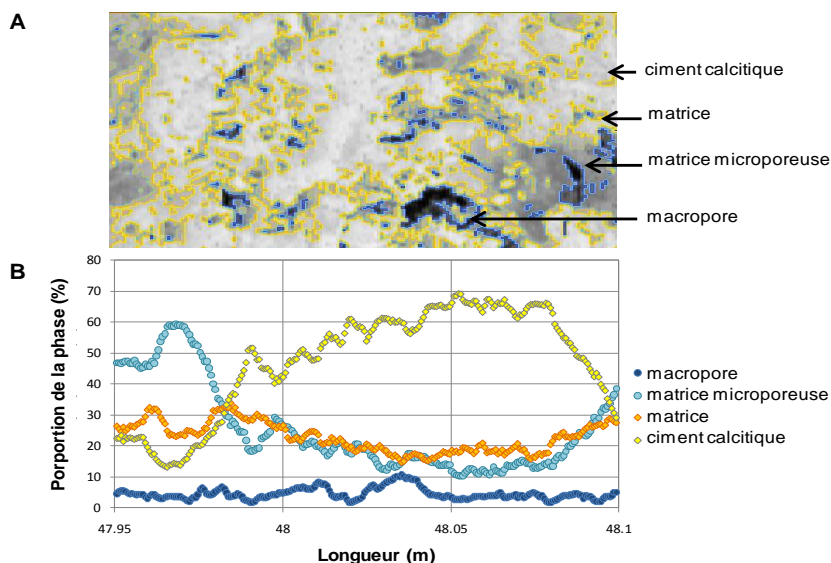 A
ciment calcitique
matrice
matrice microporeuse
macropore
B
80
70
60
50
40
30
20
10
0
Porportion de la phase (%)
47.95
48
48.05
48.1
Longueur (m)
macropore
matrice microporeuse
matrice
ciment calcitique